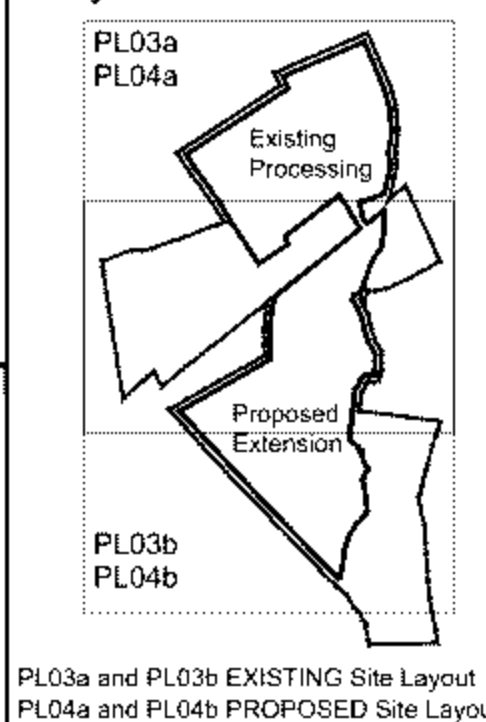 PL03a
PL04a
Existing
Processing
Proposed
Extension
PL03b
PL04b
PL03a and PL03b EXISTING Site Layout
PL04a and PL04b PROPOSED Site Layou